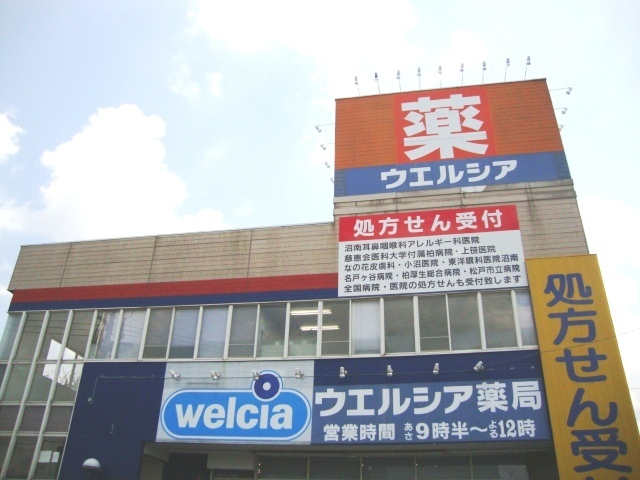 薬
ウエルシア
処方せん受付
沼南耳鼻咽喉科アレルギー科医院
慈恵会医科大学付属柏病院・上笹医院
なの花皮膚科・小沼医院・東洋眼科医院沼南
名戸ヶ谷病院・柏厚生総合病院・松戸市立病院
全国病院・医院の処方せんも受付致します
welcia
ウエルシア薬局
営業時間 あさ9時半～よる12時
処方せん受